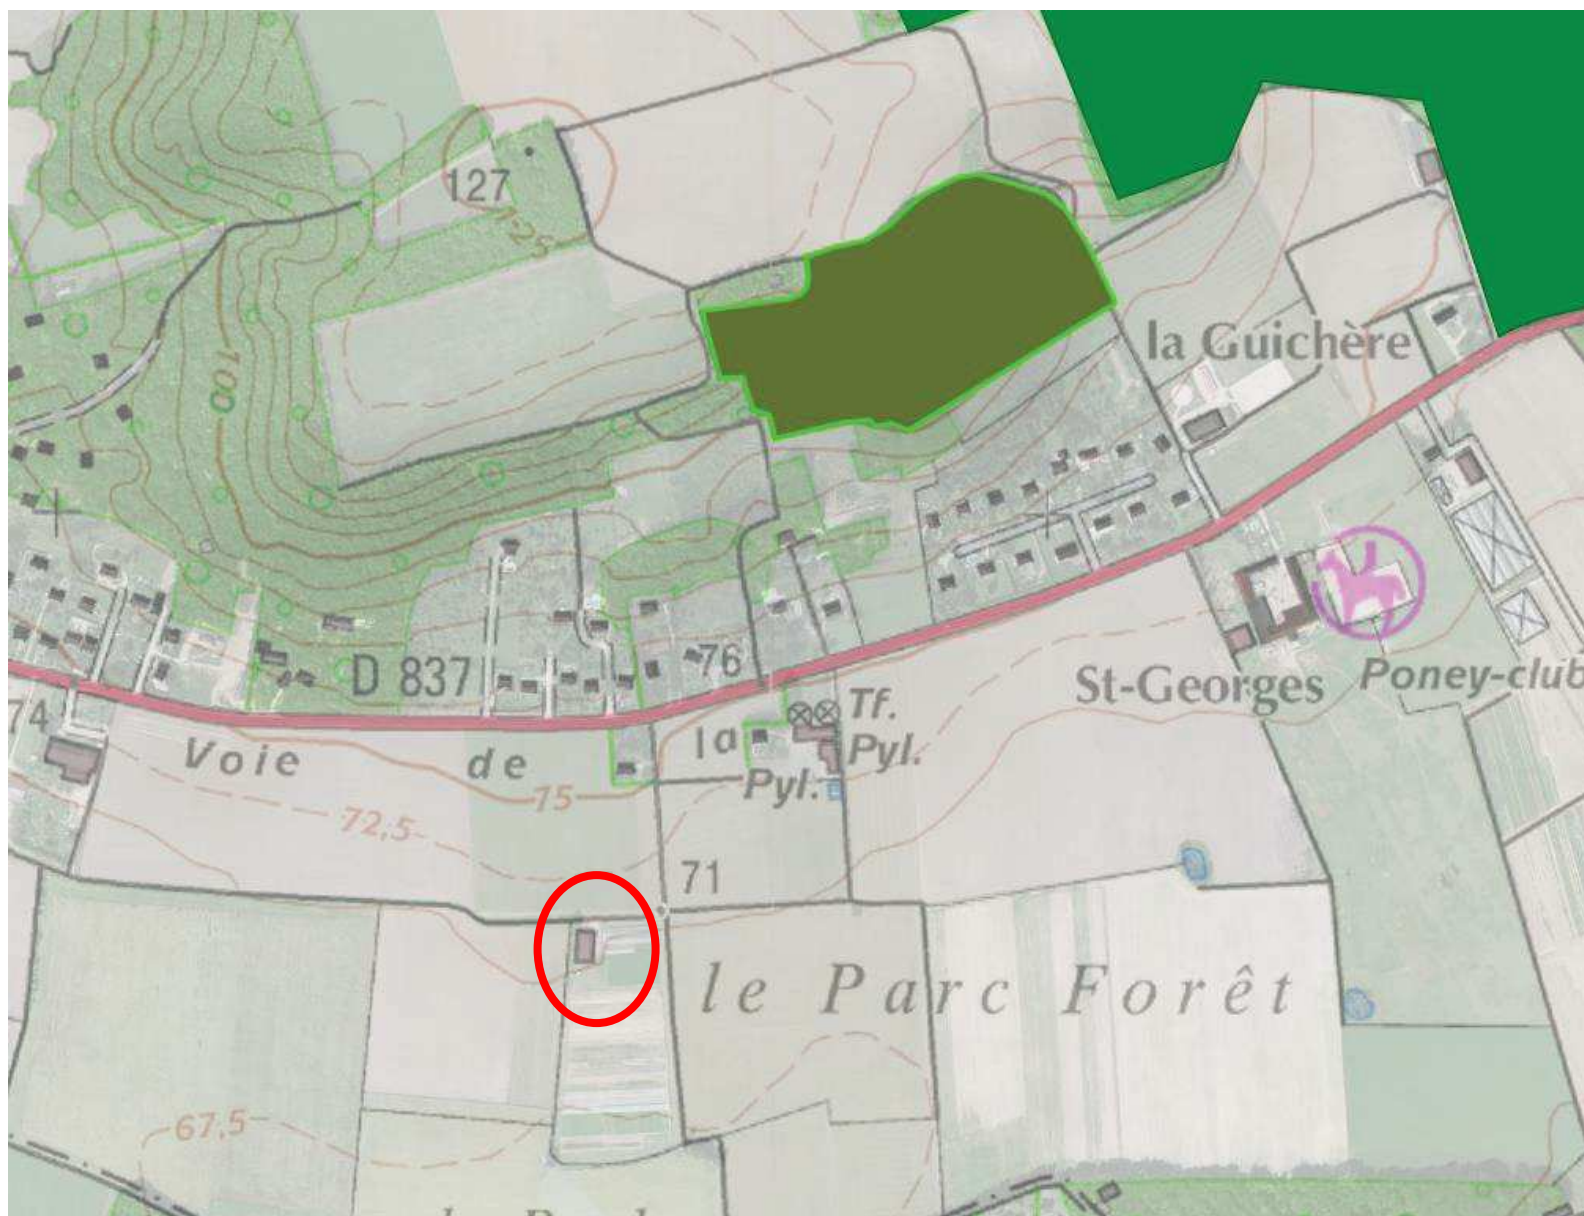 127
125
la Guichère
100
76
D 837
St-Georges
Poney-club
74
Tf.
Voie de la
Pyl.
Pyl.
75
72,5
71
le Parc Forêt
67,5